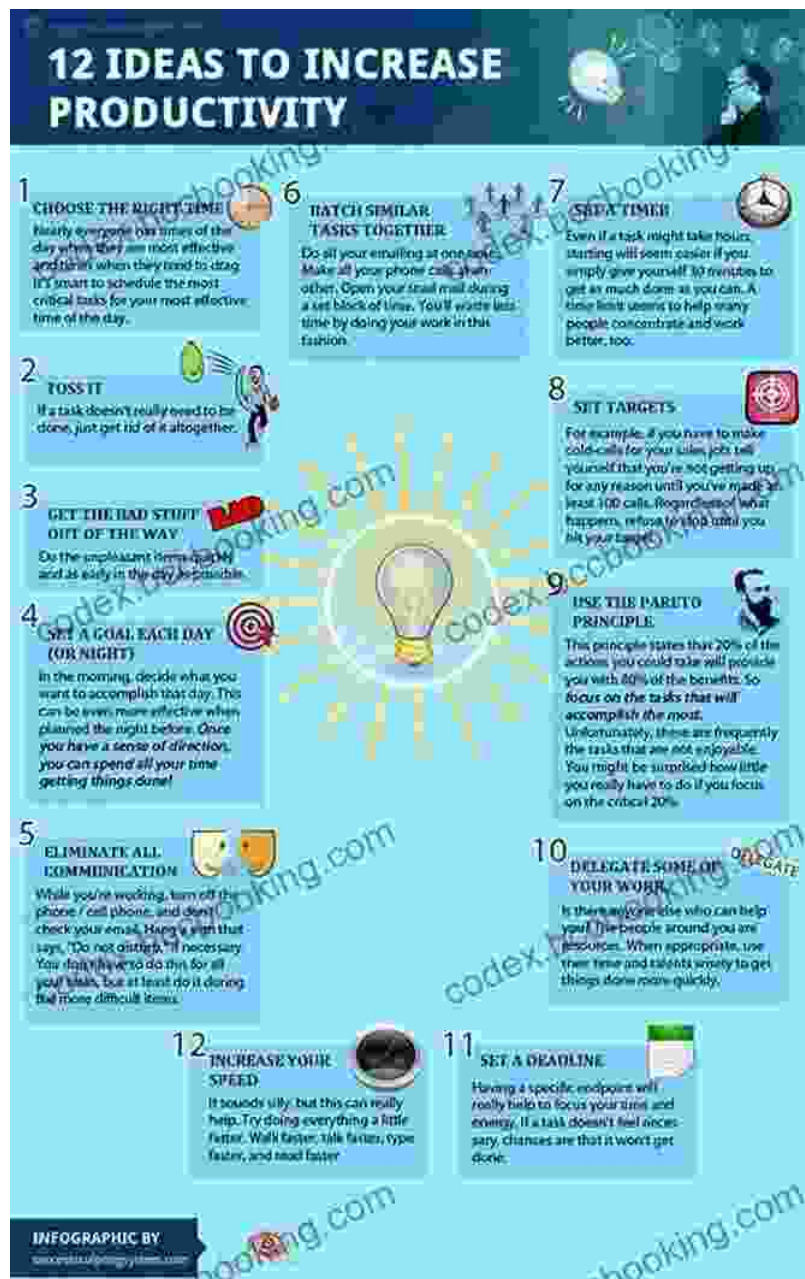 12 IDEAS TO INCREASE
PRODUCTIVITY
1
CHOOSE THE RIGHT TIME
Nearly everyone has times of the
day when they are most effective
and times when they tend to drag.
It's smart to schedule the most
critical tasks for your most effective
time of the day.
2
TOSS IT
If a task doesn't really need to be
done, just get rid of it altogether.
3
GET THE BAD STUFF
OUT OF THE WAY
BAD
Do the unpleasant items quickly
and as early in the day as possible.
4
SET A GOAL EACH DAY
(OR NIGHT)
In the morning, decide what you
want to accomplish that day. This
can be even more effective when
planned the night before. Once
you have a sense of direction,
you can spend all your time
getting things done!
5
ELIMINATE ALL
COMMUNICATION
While you're working, turn off the
phone / cell phone, and don't
check your email. Hang a sign that
says, "Do not disturb," if necessary.
You don't have to do this for all
your tasks, but at least do it during
the more difficult items.
6
BATCH SIMILAR
TASKS TOGETHER
Do all your emailing at one time.
Make all your phone calls
other. Open your snail mail during
a set block of time. You'll waste less
time by doing your work in this
fashion.
7
SET A TIMER
Even if a task might take hours,
starting will seem easier if you
simply give yourself 30 minutes to
get as much done as you can. A
time limit seems to help many
people concentrate and work
better, too.
8
SET TARGETS
For example, if you have to make
cold-calls for your sales job, tell
yourself that you're not getting up
for any reason until you've made at
least 100 calls. Regardless of what
happens, refuse to stop until you
hit your target.
9
USE THE PARETO
PRINCIPLE
This principle states that 20% of the
actions you could take will provide
you with 80% of the benefits. So
focus on the tasks that will
accomplish the most.
Unfortunately, these are frequently
the tasks that are not enjoyable.
You might be surprised how little
you really have to do if you focus
on the critical 20%.
10
DELEGATE SOME OF
YOUR WORK
DELEGATE
Is there anyone else who can help
you? The people around you are
resources. When appropriate, use
their time and talents wisely to get
things done more quickly.
12
INCREASE YOUR
SPEED
It sounds silly, but this can really
help. Try doing everything a little
faster. Walk faster, talk faster, type
faster, and read faster.
11
SET A DEADLINE
Having a specific endpoint will
really help to focus your time and
energy. If a task doesn't feel neces-
sary, chances are that it won't get
done.
INFOGRAPHIC BY
codex.bccbooking.com
codex.bccbooking.com
codex.bccbooking.com
codex.bccbooking.com